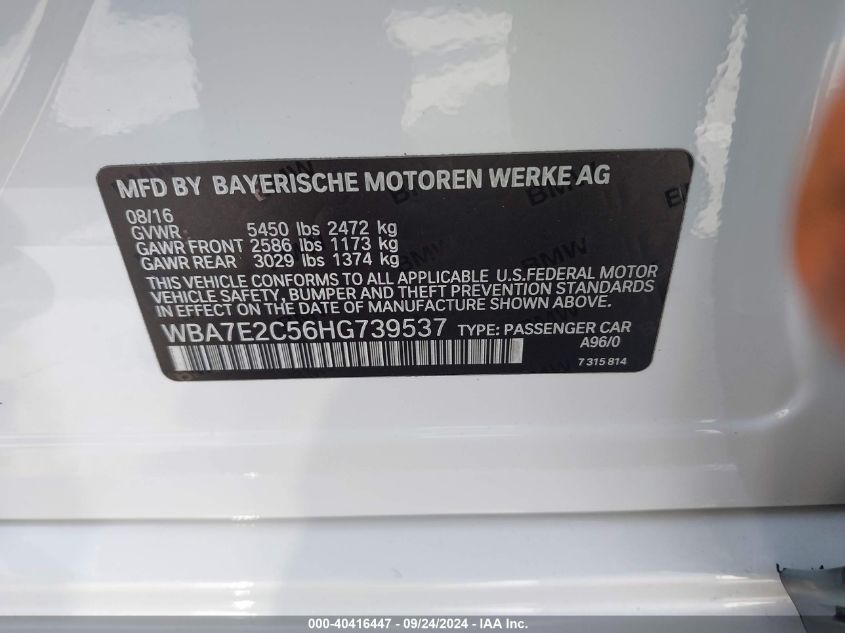 MFD BY BAYERISCHE MOTOREN WERKE AG
08/16
GVWR 5450 lbs 2472 kg
GAWR FRONT 2586 lbs 1173 kg
GAWR REAR 3029 lbs 1374 kg
THIS VEHICLE CONFORMS TO ALL APPLICABLE U.S.FEDERAL MOTOR
VEHICLE SAFETY, BUMPER AND THEFT PREVENTION STANDARDS
IN EFFECT ON THE DATE OF MANUFACTURE SHOWN ABOVE.
WBA7E2C56HG739537 TYPE: PASSENGER CAR
A96/0
7 315 814
000-40416447 - 09/24/2024 - IAA Inc.